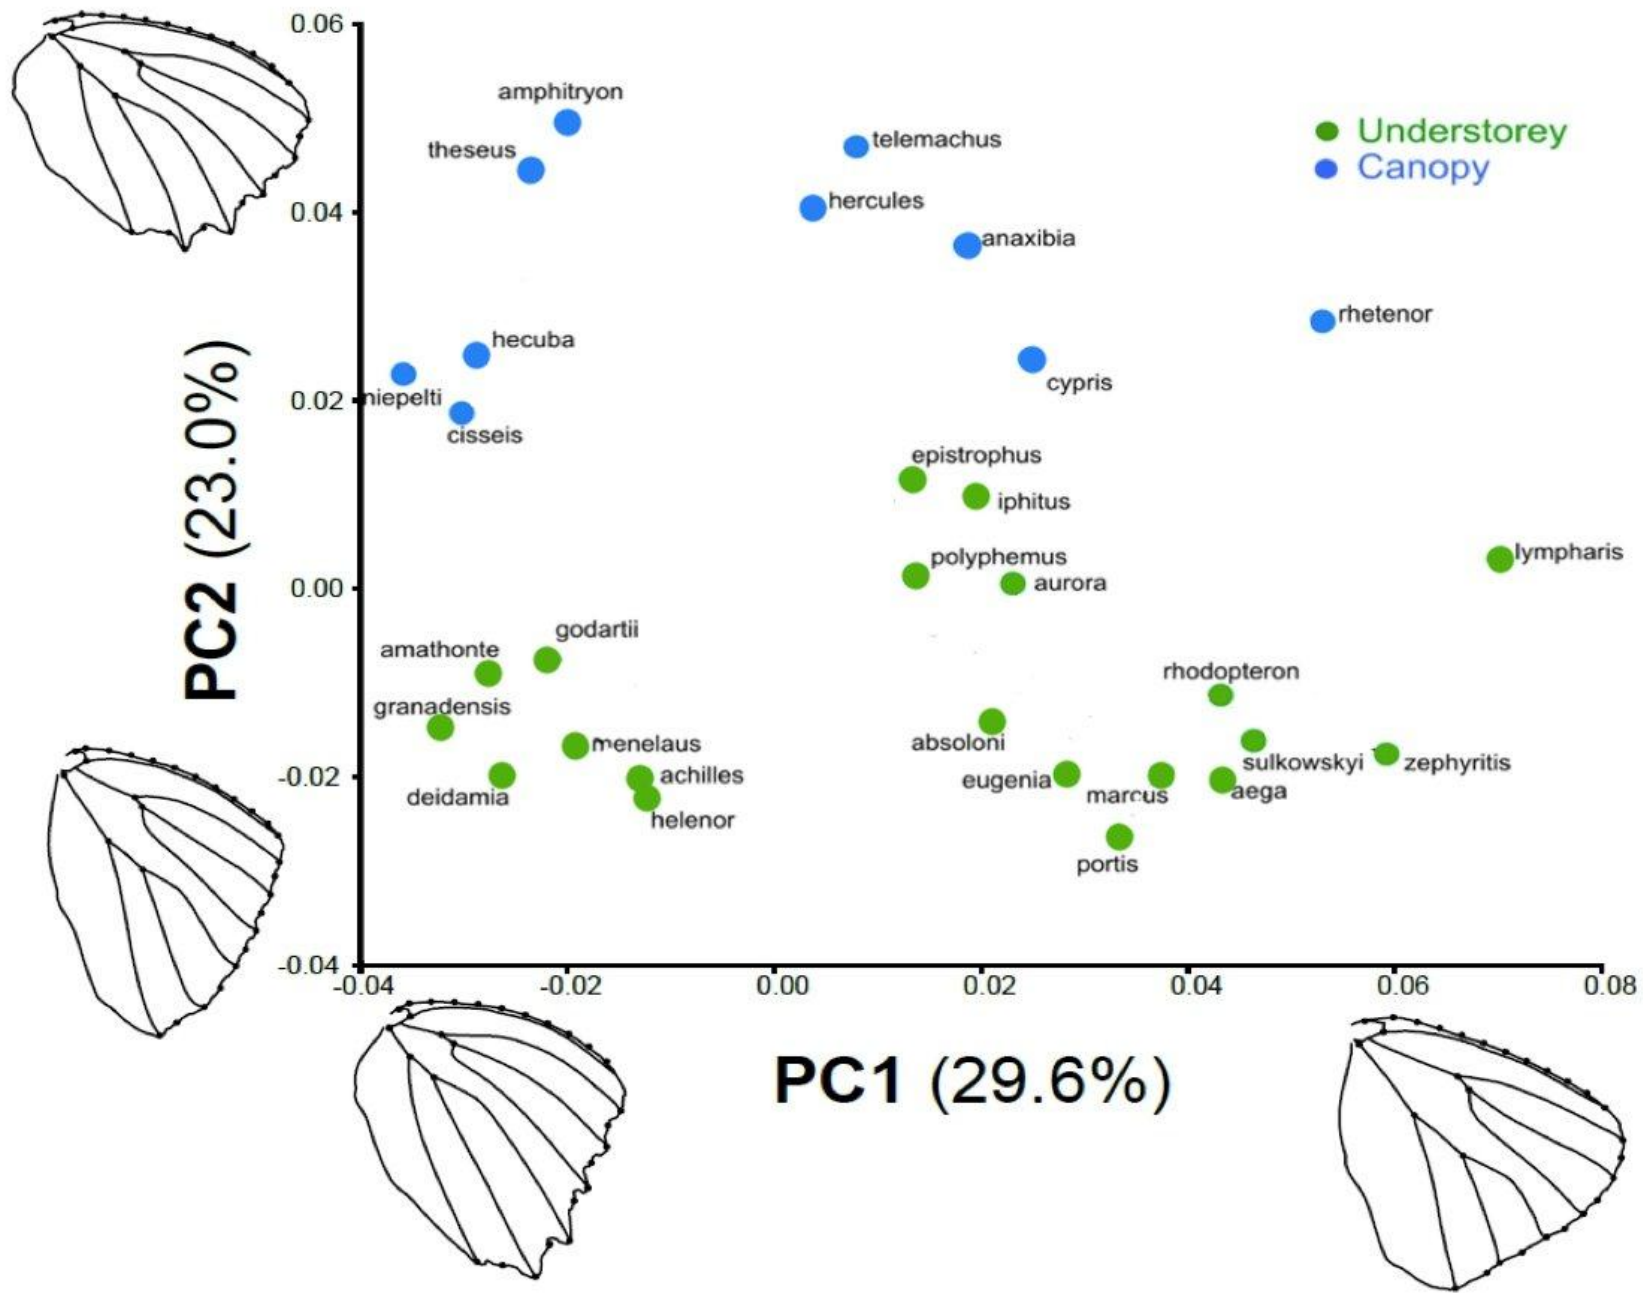 0.06
amphitryon
Understorey
telemachus
theseus
Canopy
0.04
hercules
anaxibia
rhetenor
hecuba
cypris
niepelti
0.02
cisseis
epistrophus
iphitus
polyphemus
lympharis
aurora
0.00
godartii
amathonte
rhodopteron
granadensis
menelaus
absoloni
sulkowskyi
zephyritis
-0.02
achilles
eugenia
deidamia
marcus
aega
helenor
portis
PC2 (23.0%)
-0.04
-0.04 -0.02 0.00 0.02 0.04 0.06 0.08
PC1 (29.6%)